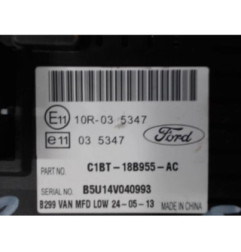 E11 10R-03 5347
e11 03 5347
Ford
PART NO. C1BT-18B955-AC
SERIAL NO. B5U14V040993
B299 VAN MFD LOW 24-05-13 MADE IN CHINA